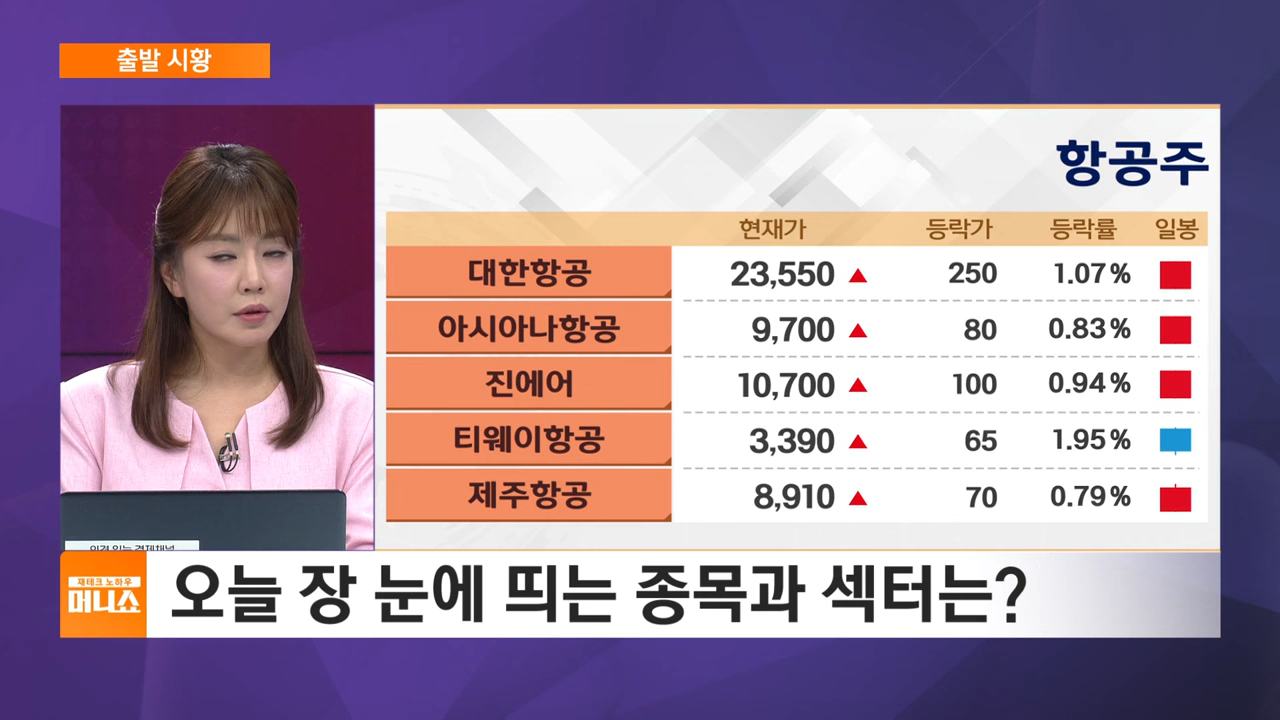 출발 시황
항공주
현재가 등락가 등락률 일봉
대한항공 23,550 ▲ 250 1.07%
아시아나항공 9,700 ▲ 80 0.83%
진에어 10,700 ▲ 100 0.94%
티웨이항공 3,390 ▲ 65 1.95%
제주항공 8,910 ▲ 70 0.79%
재테크 노하우
머니쇼
오늘 장 눈에 띄는 종목과 섹터는?